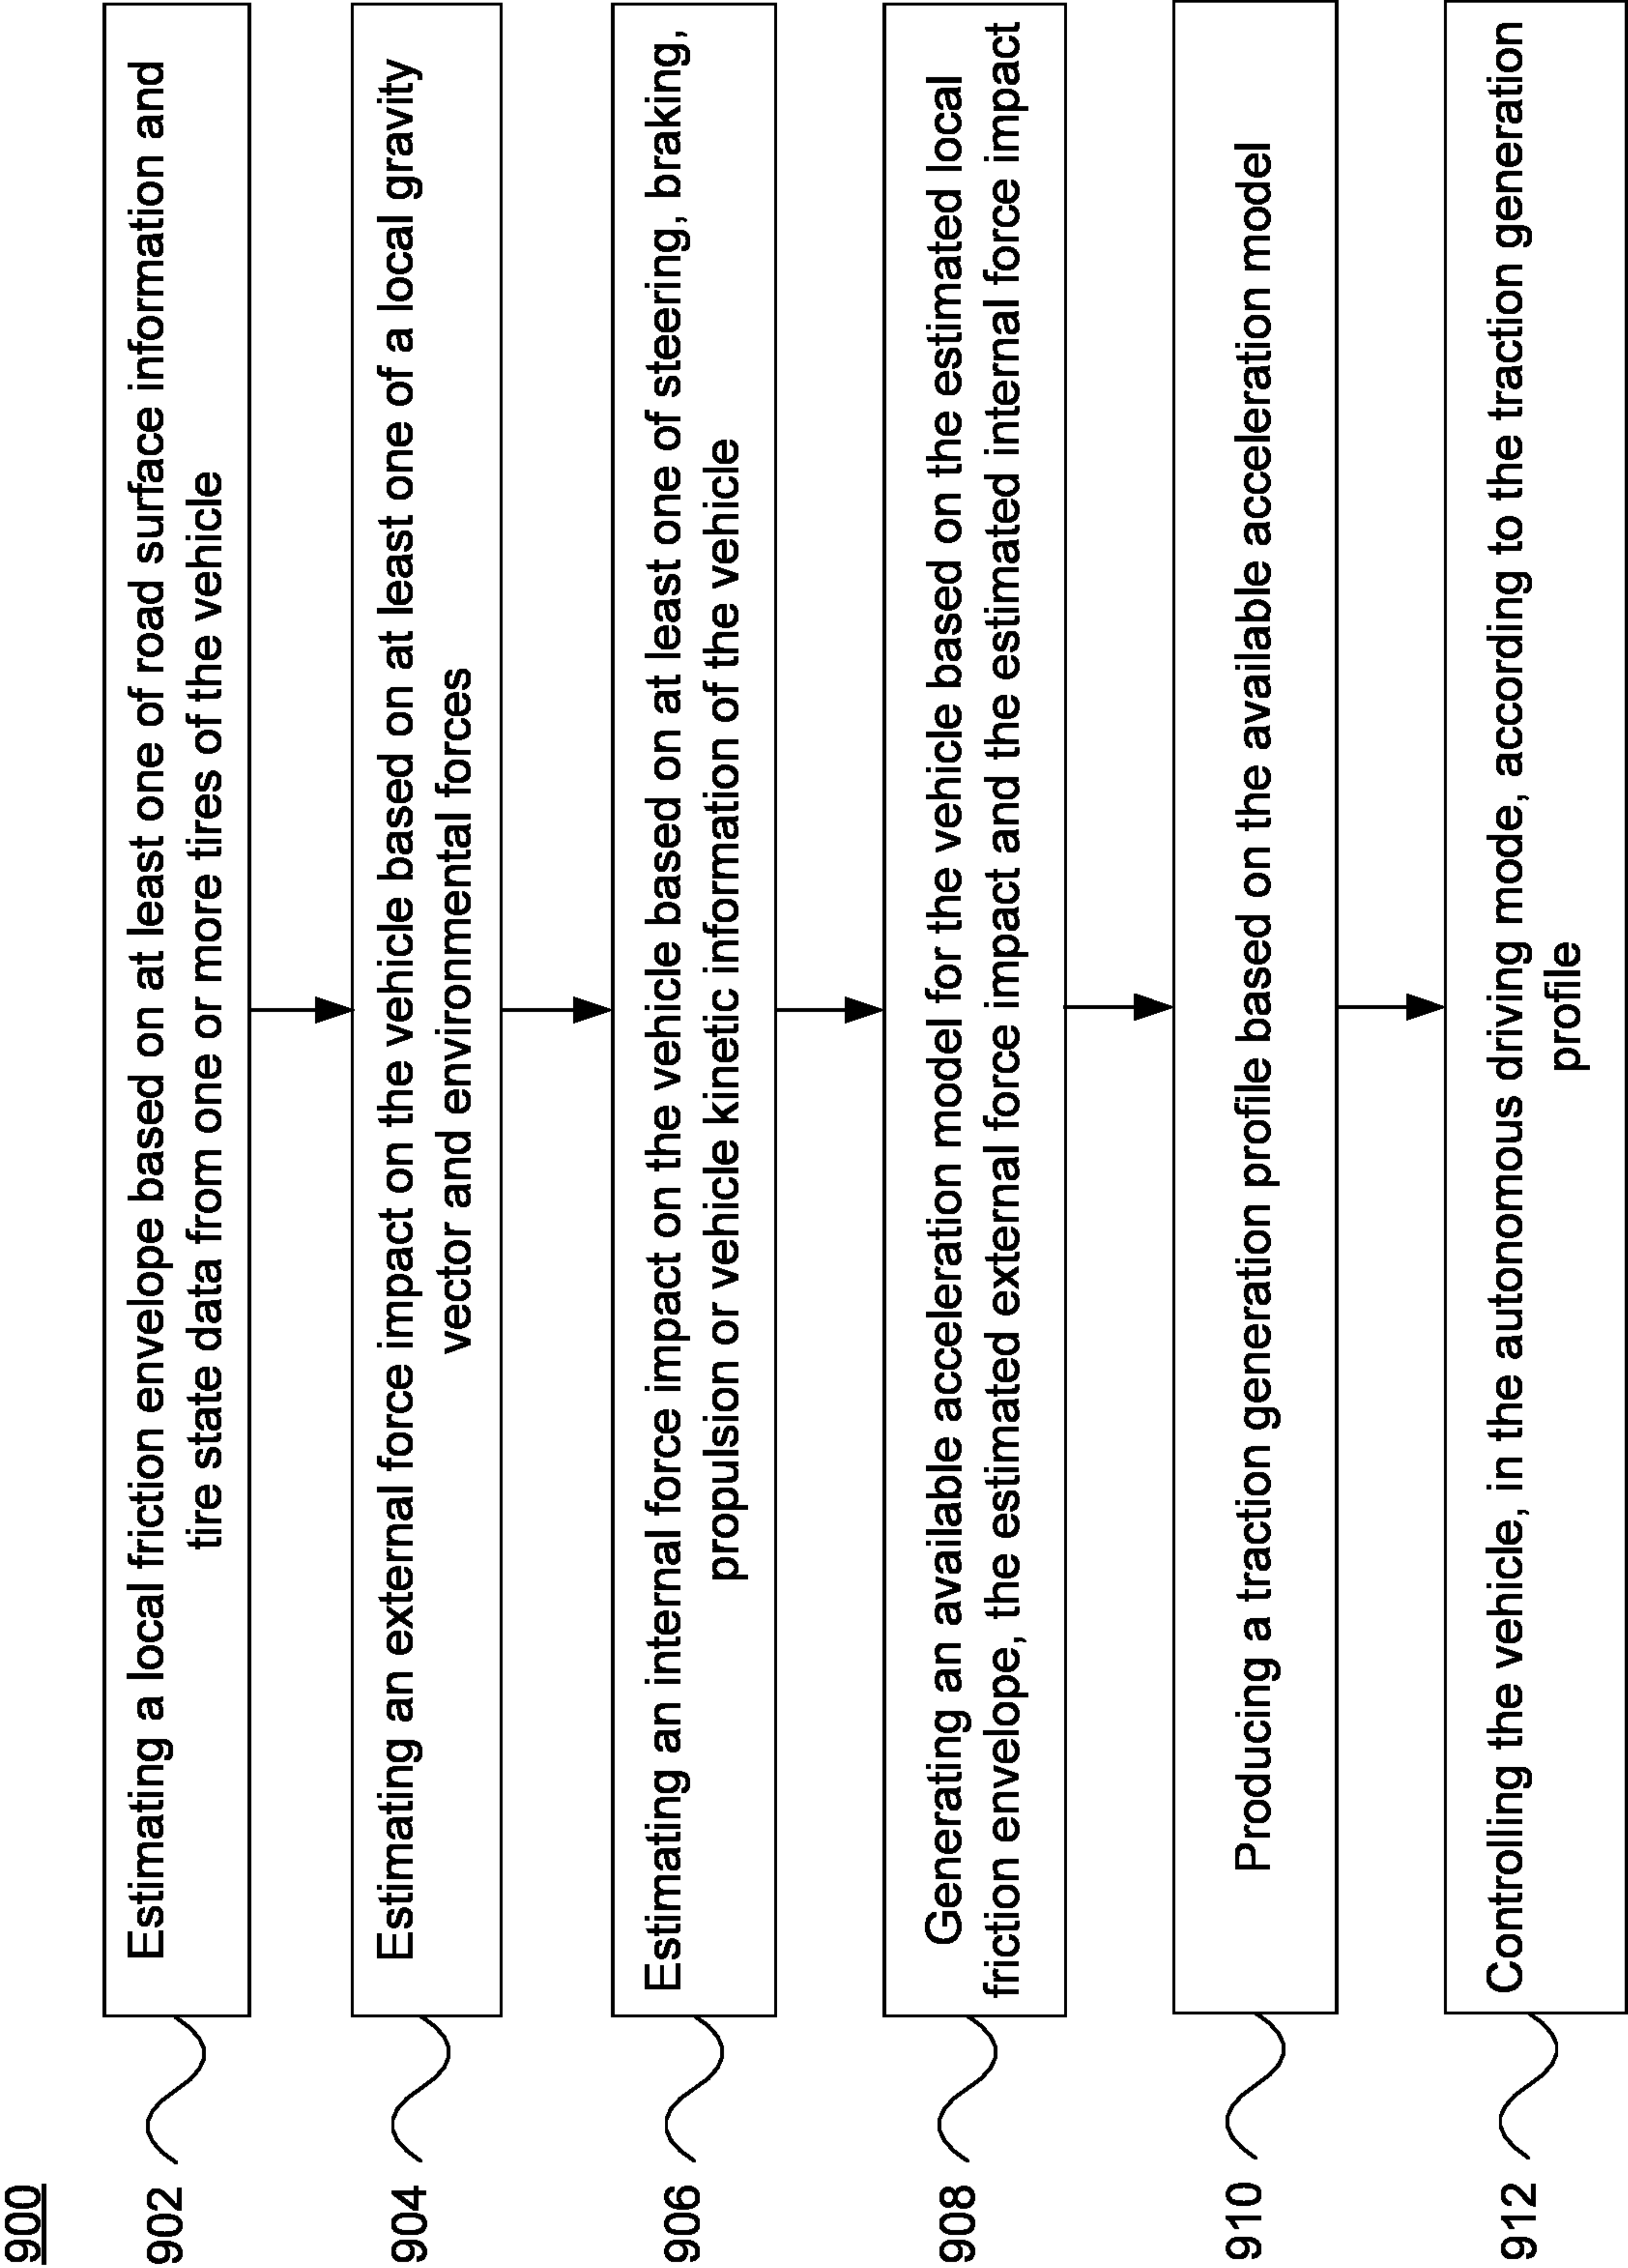 900
902
Estimating a local friction envelope based on at least one of road surface information and
tire state data from one or more tires of the vehicle
904
Estimating an external force impact on the vehicle based on at least one of a local gravity
vector and environmental forces
906
Estimating an internal force impact on the vehicle based on at least one of steering, braking,
propulsion or vehicle kinetic information of the vehicle
908
Generating an available acceleration model for the vehicle based on the estimated local
friction envelope, the estimated external force impact and the estimated internal force impact
910
Producing a traction generation profile based on the available acceleration model
912
Controlling the vehicle, in the autonomous driving mode, according to the traction generation
profile